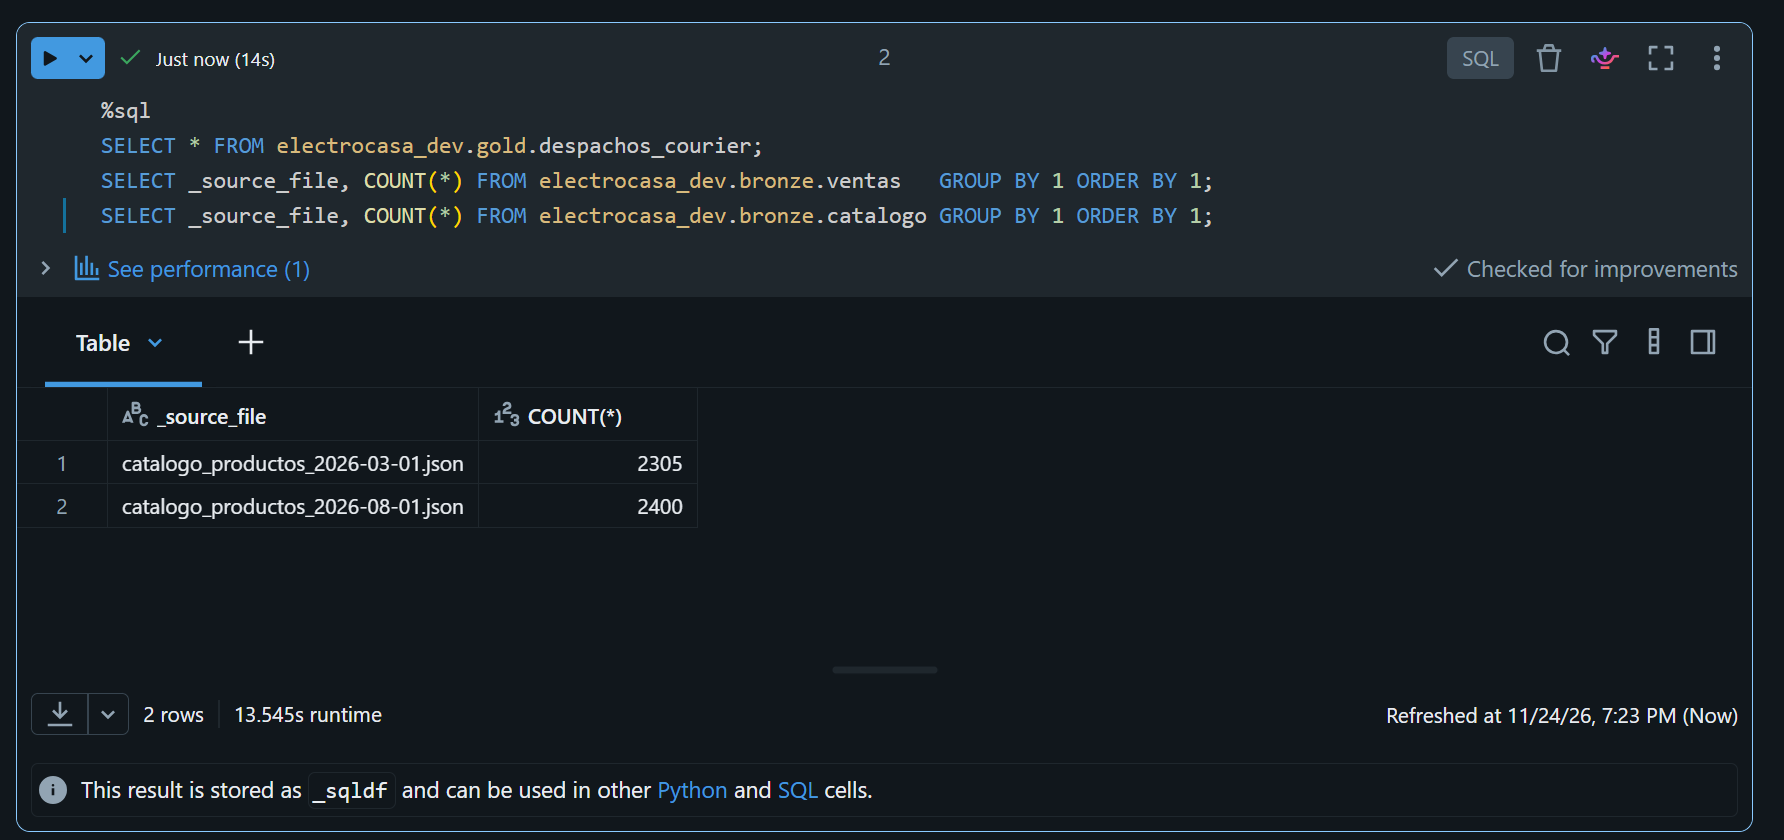 Just now (14s)
2
SQL
%sql
SELECT * FROM electrocasa_dev.gold.despachos_courier;
SELECT _source_file, COUNT(*) FROM electrocasa_dev.bronze.ventas   GROUP BY 1 ORDER BY 1;
SELECT _source_file, COUNT(*) FROM electrocasa_dev.bronze.catalogo GROUP BY 1 ORDER BY 1;
See performance (1)
Checked for improvements
Table
_source_file COUNT(*)
1 catalogo_productos_2026-03-01.json 2305
2 catalogo_productos_2026-08-01.json 2400
2 rows 13.545s runtime
Refreshed at 11/24/26, 7:23 PM (Now)
This result is stored as _sqldf and can be used in other Python and SQL cells.